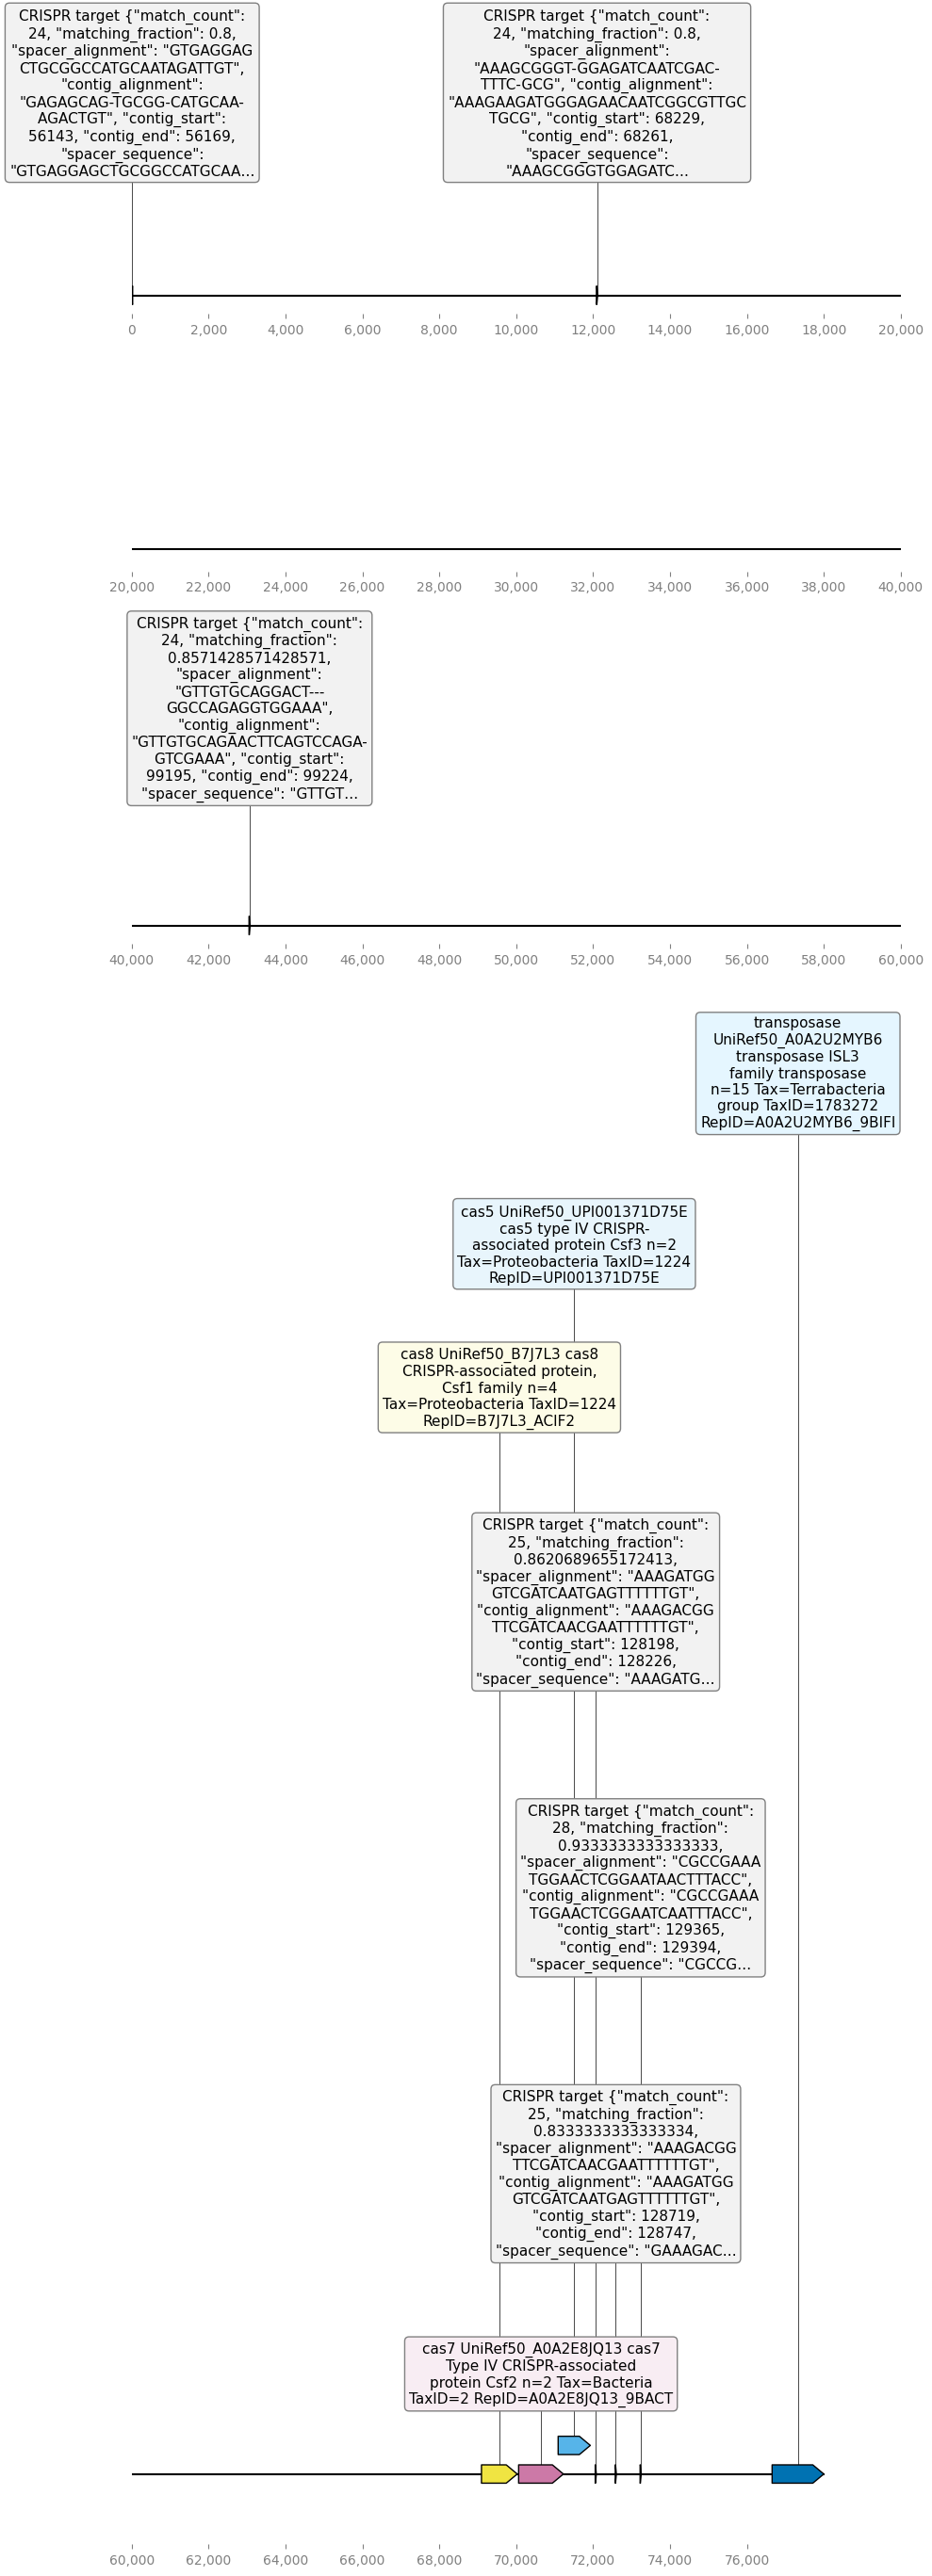 CRISPR target {"match_count":
24, "matching_fraction": 0.8,
"spacer_alignment": "GTGAGGAG
CTGCGGCCATGCAATAGATTGT",
"contig_alignment":
"GAGAGCAG-TGCGG-CATGCAA-
AGACTGT", "contig_start":
56143, "contig_end": 56169,
"spacer_sequence":
"GTGAGGAGCTGCGGCCATGCAA…
CRISPR target {"match_count":
24, "matching_fraction": 0.8,
"spacer_alignment":
"AAAGCGGGT-GGAGATCAATCGAC-
TTTC-GCG", "contig_alignment":
"AAAGAAGATGGGAGAACAATCGGCGTTGC
TGCG", "contig_start": 68229,
"contig_end": 68261,
"spacer_sequence":
"AAAGCGGGTGGAGATC…
0 2,000 4,000 6,000 8,000 10,000 12,000 14,000 16,000 18,000 20,000
20,000 22,000 24,000 26,000 28,000 30,000 32,000 34,000 36,000 38,000 40,000
CRISPR target {"match_count":
24, "matching_fraction":
0.8571428571428571,
"spacer_alignment":
"GTTGTGCAGGACT---
GGCCAGAGGTGGAAA",
"contig_alignment":
"GTTGTGCAGAACTTCAGTCCAGA-
GTCGAAA", "contig_start":
99195, "contig_end": 99224,
"spacer_sequence": "GTTGT…
40,000 42,000 44,000 46,000 48,000 50,000 52,000 54,000 56,000 58,000 60,000
transposase
UniRef50_A0A2U2MYB6
transposase ISL3
family transposase
n=15 Tax=Terrabacteria
group TaxID=1783272
RepID=A0A2U2MYB6_9BIFI
cas5 UniRef50_UPI001371D75E
cas5 type IV CRISPR-
associated protein Csf3 n=2
Tax=Proteobacteria TaxID=1224
RepID=UPI001371D75E
cas8 UniRef50_B7J7L3 cas8
CRISPR-associated protein,
Csf1 family n=4
Tax=Proteobacteria TaxID=1224
RepID=B7J7L3_ACIF2
CRISPR target {"match_count":
25, "matching_fraction":
0.8620689655172413,
"spacer_alignment": "AAAGATGG
GTCGATCAATGAGTTTTTTGT",
"contig_alignment": "AAAGACGG
TTCGATCAACGAATTTTTTGT",
"contig_start": 128198,
"contig_end": 128226,
"spacer_sequence": "AAAGATG…
CRISPR target {"match_count":
28, "matching_fraction":
0.9333333333333333,
"spacer_alignment": "CGCCGAAA
TGGAACTCGGAATAACTTTACC",
"contig_alignment": "CGCCGAAA
TGGAACTCGGAATCAATTTACC",
"contig_start": 129365,
"contig_end": 129394,
"spacer_sequence": "CGCCG…
CRISPR target {"match_count":
25, "matching_fraction":
0.8333333333333334,
"spacer_alignment": "AAAGACGG
TTCGATCAACGAATTTTTTGT",
"contig_alignment": "AAAGATGG
GTCGATCAATGAGTTTTTTGT",
"contig_start": 128719,
"contig_end": 128747,
"spacer_sequence": "GAAAGAC…
cas7 UniRef50_A0A2E8JQ13 cas7
Type IV CRISPR-associated
protein Csf2 n=2 Tax=Bacteria
TaxID=2 RepID=A0A2E8JQ13_9BACT
60,000 62,000 64,000 66,000 68,000 70,000 72,000 74,000 76,000